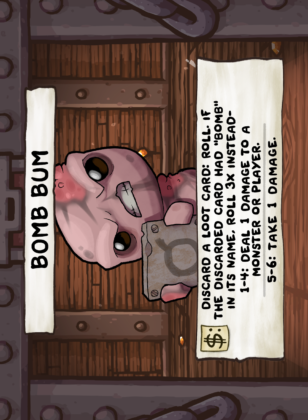 BOMB BUM
$: DISCARD A LOOT CARD: ROLL. IF
THE DISCARDED CARD HAD "BOMB"
IN ITS NAME, ROLL 3X INSTEAD-
1-4: DEAL 1 DAMAGE TO A
MONSTER OR PLAYER.
5-6: TAKE 1 DAMAGE.